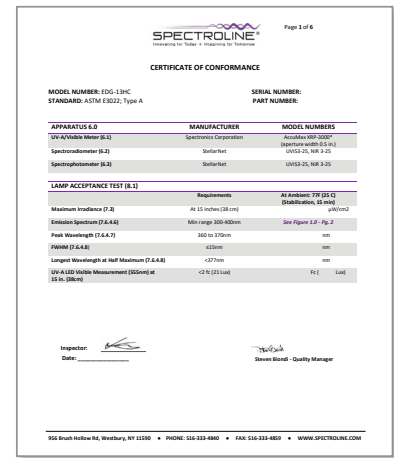 Page 1 of 6
SPECTROLINE®
Innovating for Today • Imagining for Tomorrow
CERTIFICATE OF CONFORMANCE
MODEL NUMBER: EDG-13HC SERIAL NUMBER:
STANDARD: ASTM E3022; Type A PART NUMBER:
APPARATUS 6.0 MANUFACTURER MODEL NUMBERS
UV-A/Visible Meter (6.1) Spectronics Corporation AccuMax XRP-3000®
(aperture width 0.5 in.)
Spectroradiometer (6.2) StellarNet UVIS3-25, NIR 3-25
Spectrophotometer (6.3) StellarNet UVIS3-25, NIR 3-25
LAMP ACCEPTANCE TEST (8.1)
Requirements At Ambient: 77F (25 C)
(Stabilization, 15 min)
Maximum Irradiance (7.3) At 15 inches (38 cm) µW/cm2
Emission Spectrum (7.6.4.6) Min range 300-400nm See Figure 1.0 - Pg. 2
Peak Wavelength (7.6.4.7) 360 to 370nm nm
FWHM (7.6.4.8) ≤15nm nm
Longest Wavelength at Half Maximum (7.6.4.8) <377nm nm
UV-A LED Visible Measurement (555nm) at <2 fc (21 Lux) Fc ( Lux)
15 in. (38cm)
Inspector:
Date:
Steven Biondi - Quality Manager
956 Brush Hollow Rd, Westbury, NY 11590 • PHONE: 516-333-4840 • FAX: 516-333-4859 • WWW.SPECTROLINE.COM